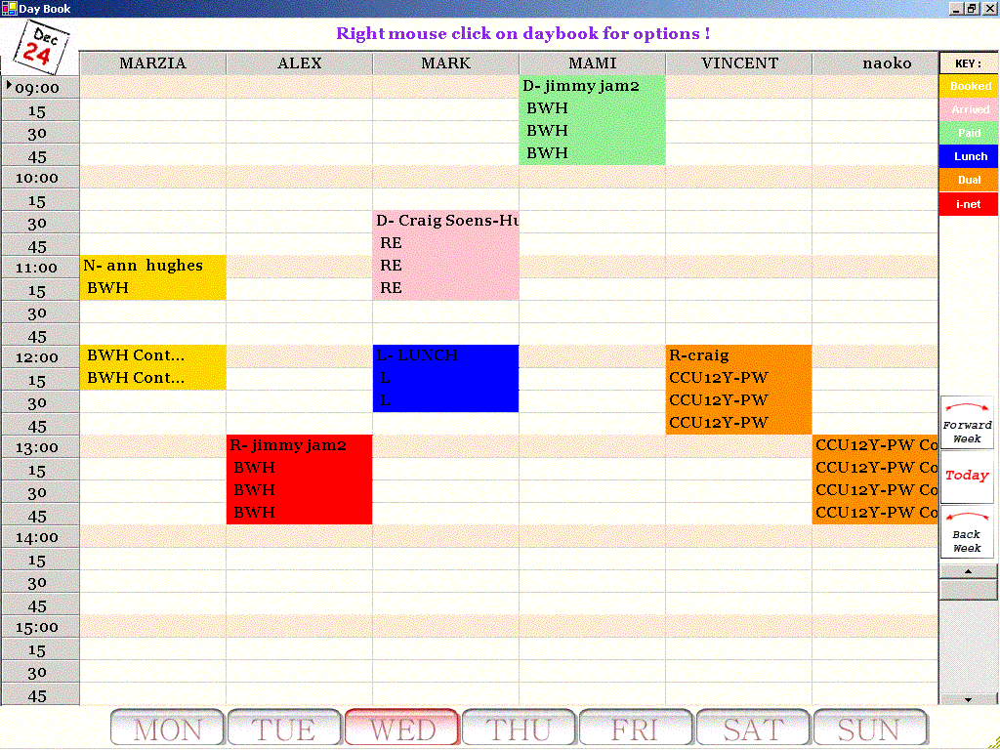 Day Book
Dec
24
Right mouse click on daybook for options !
MARZIA ALEX MARK MAMI VINCENT naoko KEY :
09:00 D- jimmy jam2 Booked
15 BWH Arrived
30 BWH Paid
45 BWH Lunch
10:00 Dual
15 i-net
30 D- Craig Soens-Hu
45 RE
11:00 N- ann hughes RE
15 BWH RE
30
45
12:00 BWH Cont... L- LUNCH R-craig
15 BWH Cont... L CCU12Y-PW
30 L CCU12Y-PW
45 CCU12Y-PW
13:00 R- jimmy jam2 CCU12Y-PW Co
15 BWH CCU12Y-PW Co
30 BWH CCU12Y-PW Co
45 BWH CCU12Y-PW Co
14:00
15
30
45
15:00
15
30
45
Forward
Week
Today
Back
Week
MON TUE WED THU FRI SAT SUN